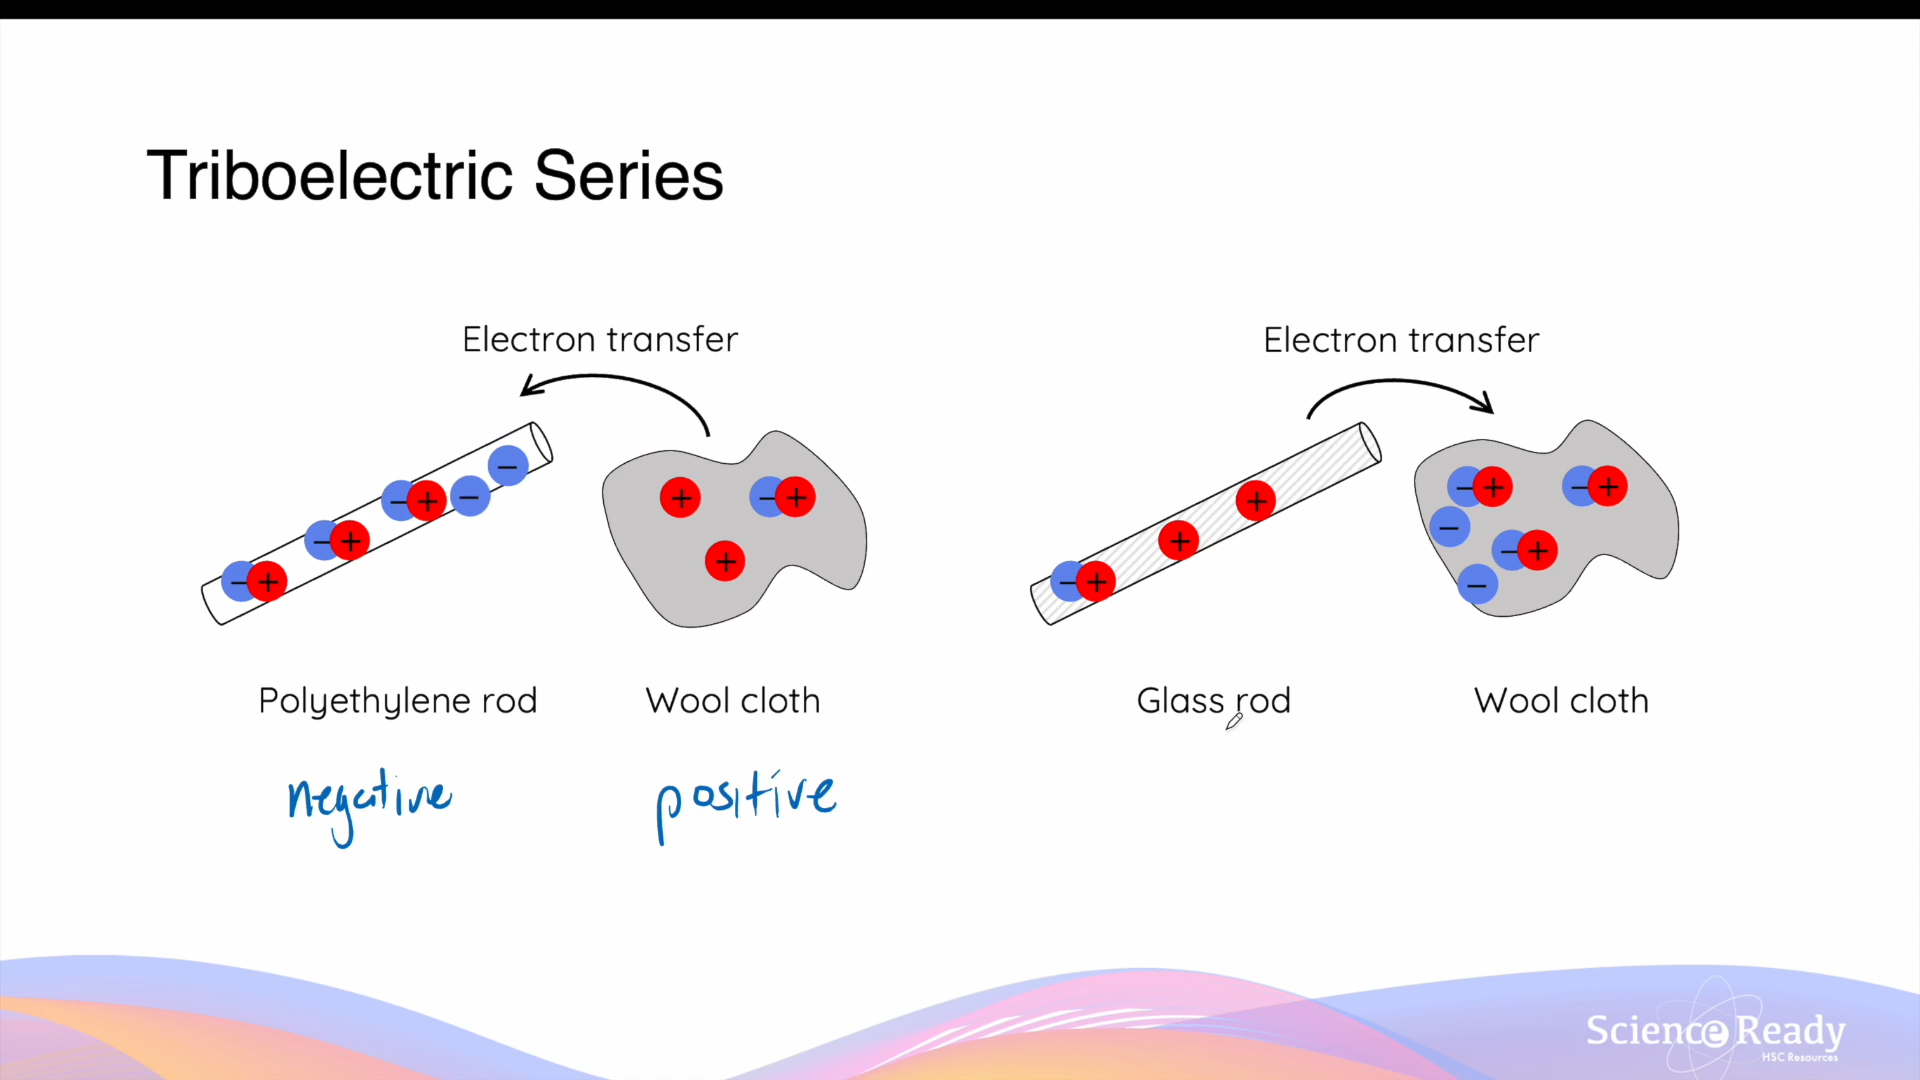 Triboelectric Series
Electron transfer
Electron transfer
Polyethylene rod
Wool cloth
Glass rod
Wool cloth
negative
positive
Science Ready
HSC Resources